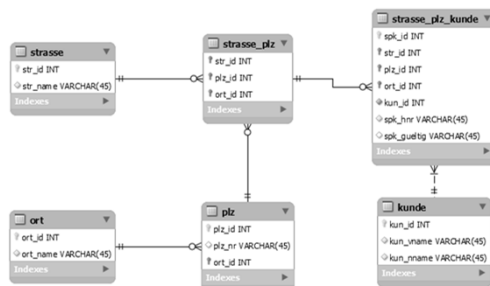 strasse
str_id INT
str_name VARCHAR(45)
Indexes
strasse_plz
str_id INT
plz_id INT
ort_id INT
Indexes
strasse_plz_kunde
spk_id INT
str_id INT
plz_id INT
ort_id INT
kun_id INT
spk_hnr VARCHAR(45)
spk_gueltig VARCHAR(45)
Indexes
ort
ort_id INT
ort_name VARCHAR(45)
Indexes
plz
plz_id INT
plz_nr VARCHAR(45)
ort_id INT
Indexes
kunde
kun_id INT
kun_vname VARCHAR(45)
kun_nname VARCHAR(45)
Indexes